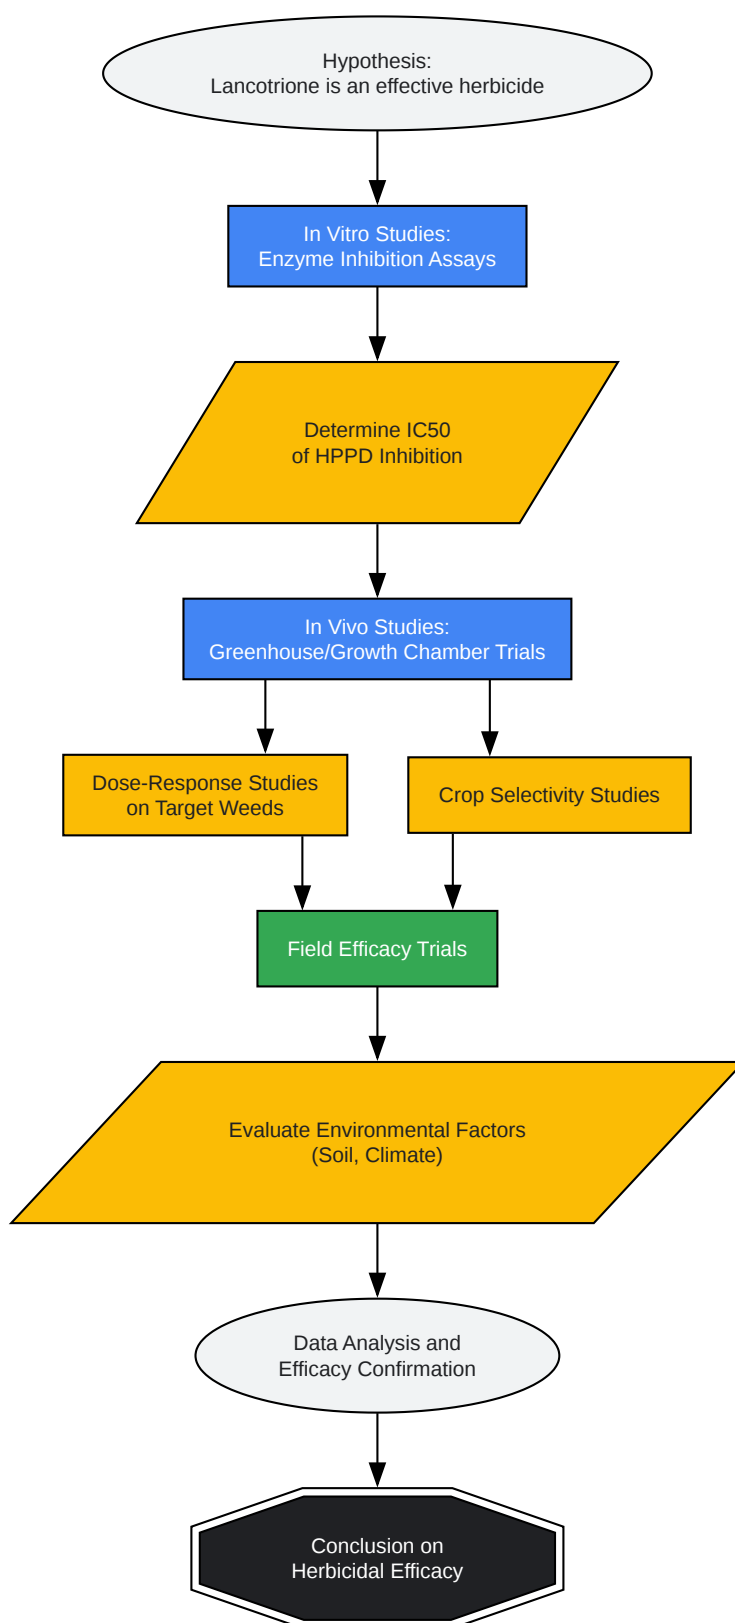 Hypothesis:
Lancotrione is an effective herbicide
In Vitro Studies:
Enzyme Inhibition Assays
Determine IC50
of HPPD Inhibition
In Vivo Studies:
Greenhouse/Growth Chamber Trials
Dose-Response Studies
on Target Weeds
Crop Selectivity Studies
Field Efficacy Trials
Evaluate Environmental Factors
(Soil, Climate)
Data Analysis and
Efficacy Confirmation
Conclusion on
Herbicidal Efficacy